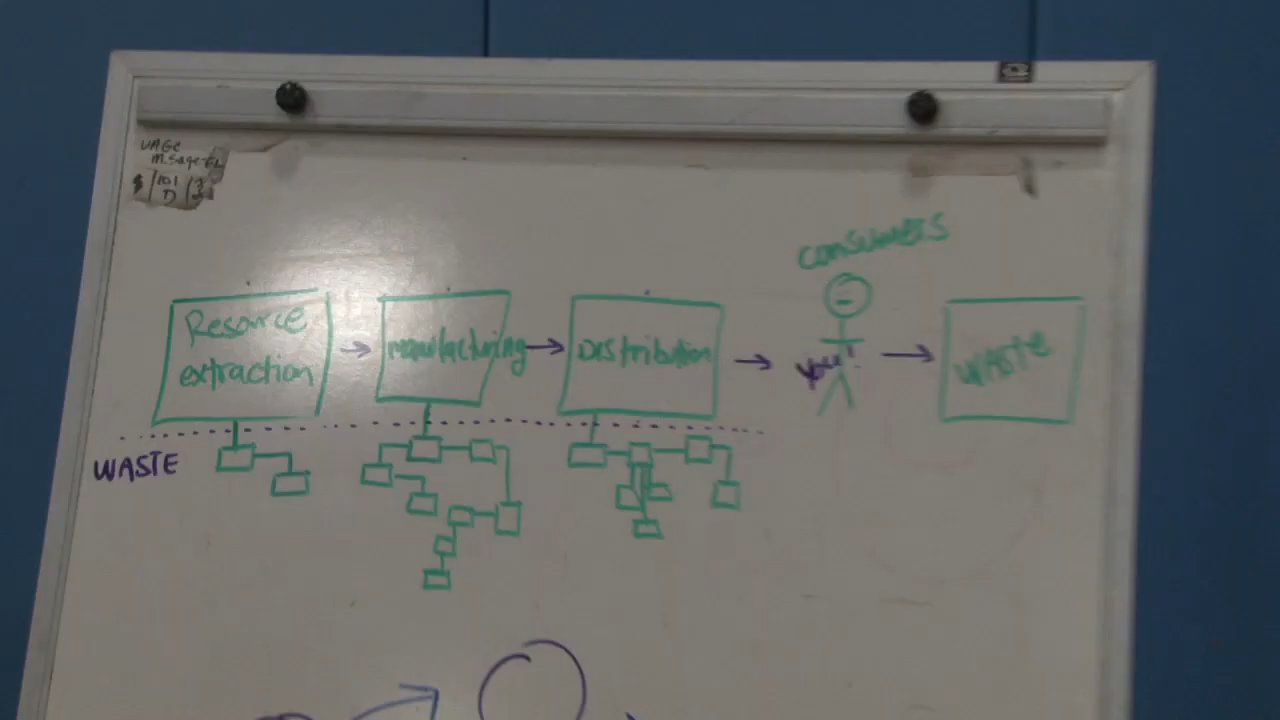 consumers
Resource
extraction
manufacturing
Distribution
you!
WASTE
WASTE